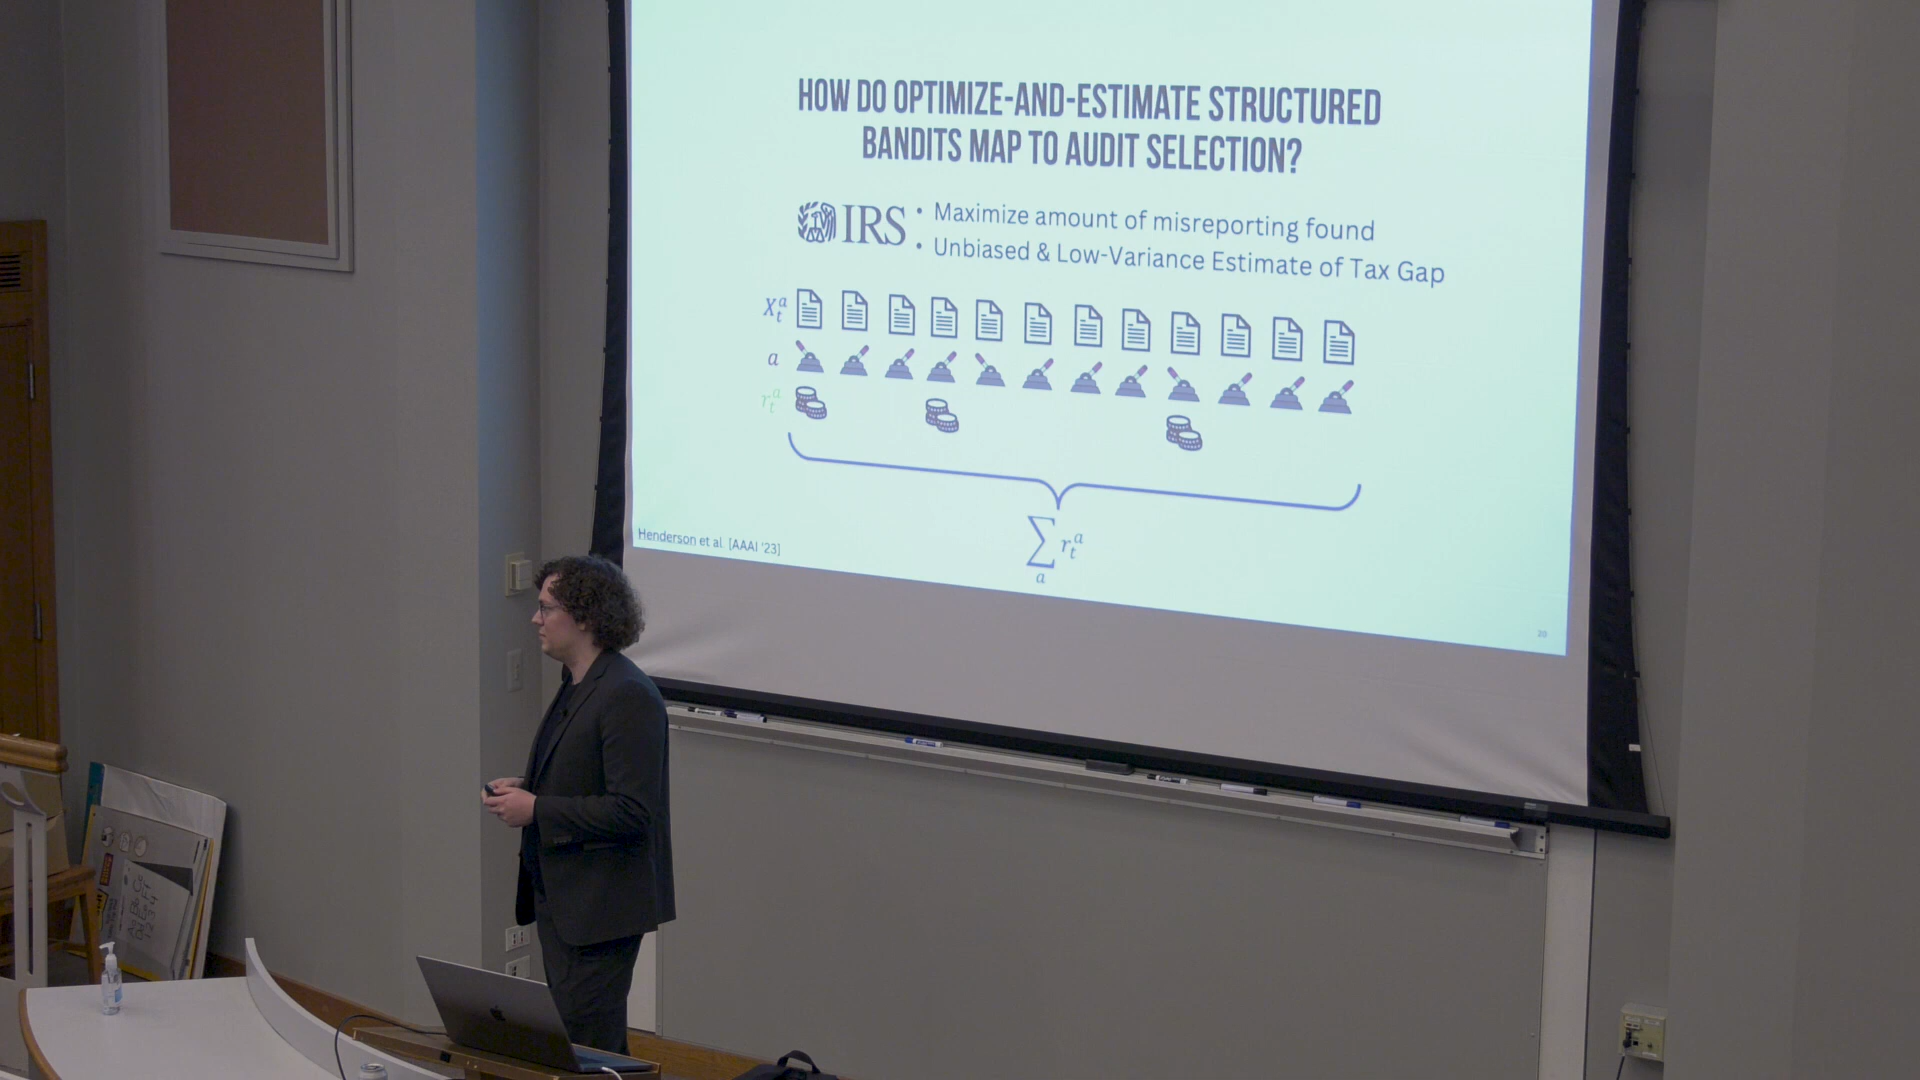 HOW DO OPTIMIZE-AND-ESTIMATE STRUCTURED
BANDITS MAP TO AUDIT SELECTION?
IRS
• Maximize amount of misreporting found
• Unbiased & Low-Variance Estimate of Tax Gap
X_t^a
a
r_t^a
∑_a r_t^a
Henderson et al. [AAAI '23]
20